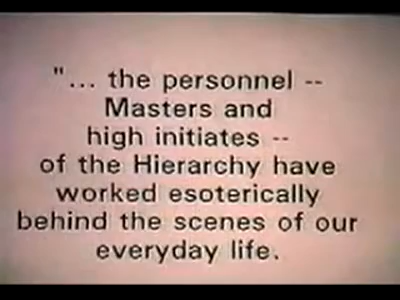 "... the personnel --
Masters and
high initiates --
of the Hierarchy have
worked esoterically
behind the scenes of our
everyday life.